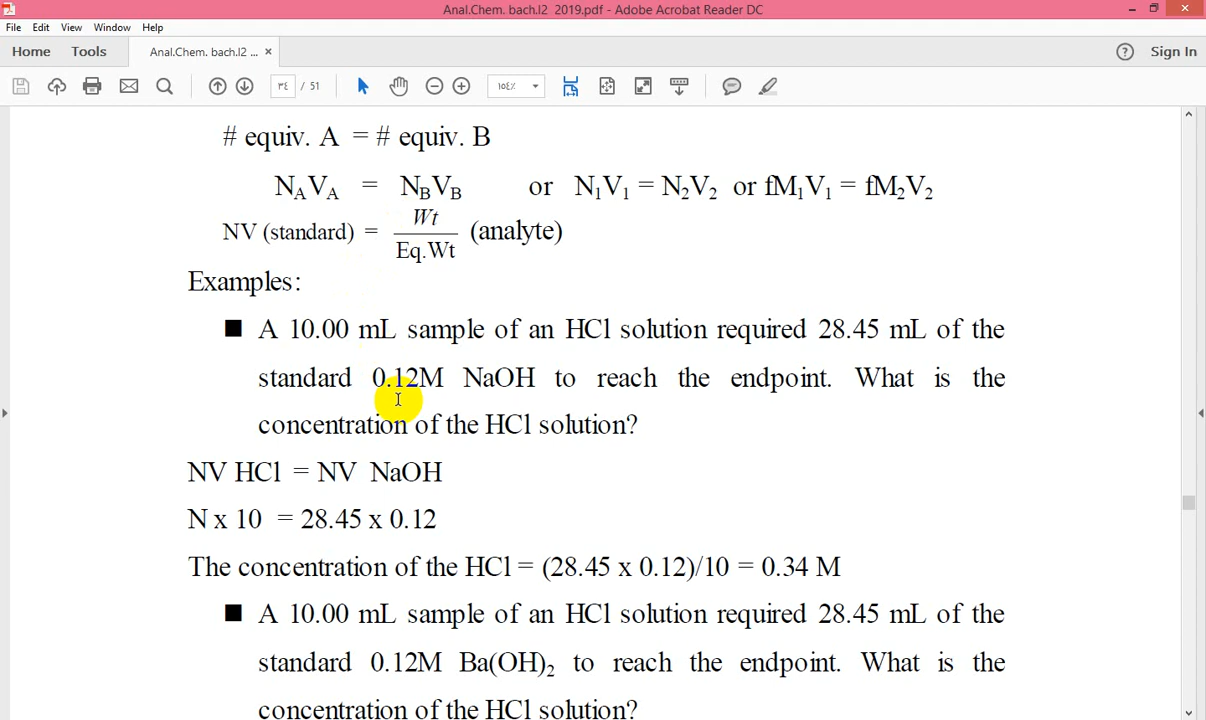 Anal.Chem. bach.l2 2019.pdf - Adobe Acrobat Reader DC
File Edit View Window Help
Home Tools Anal.Chem. bach.l2 ... × Sign In
٣٤ / 51 ١٥٤٪
# equiv. A = # equiv. B
NAVA = NBVB or N1V1 = N2V2 or fM1V1 = fM2V2
NV (standard) = Wt / Eq.Wt (analyte)
Examples:
■ A 10.00 mL sample of an HCl solution required 28.45 mL of the
standard 0.12M NaOH to reach the endpoint. What is the
concentration of the HCl solution?
NV HCl = NV NaOH
N x 10 = 28.45 x 0.12
The concentration of the HCl = (28.45 x 0.12)/10 = 0.34 M
■ A 10.00 mL sample of an HCl solution required 28.45 mL of the
standard 0.12M Ba(OH)2 to reach the endpoint. What is the
concentration of the HCl solution?